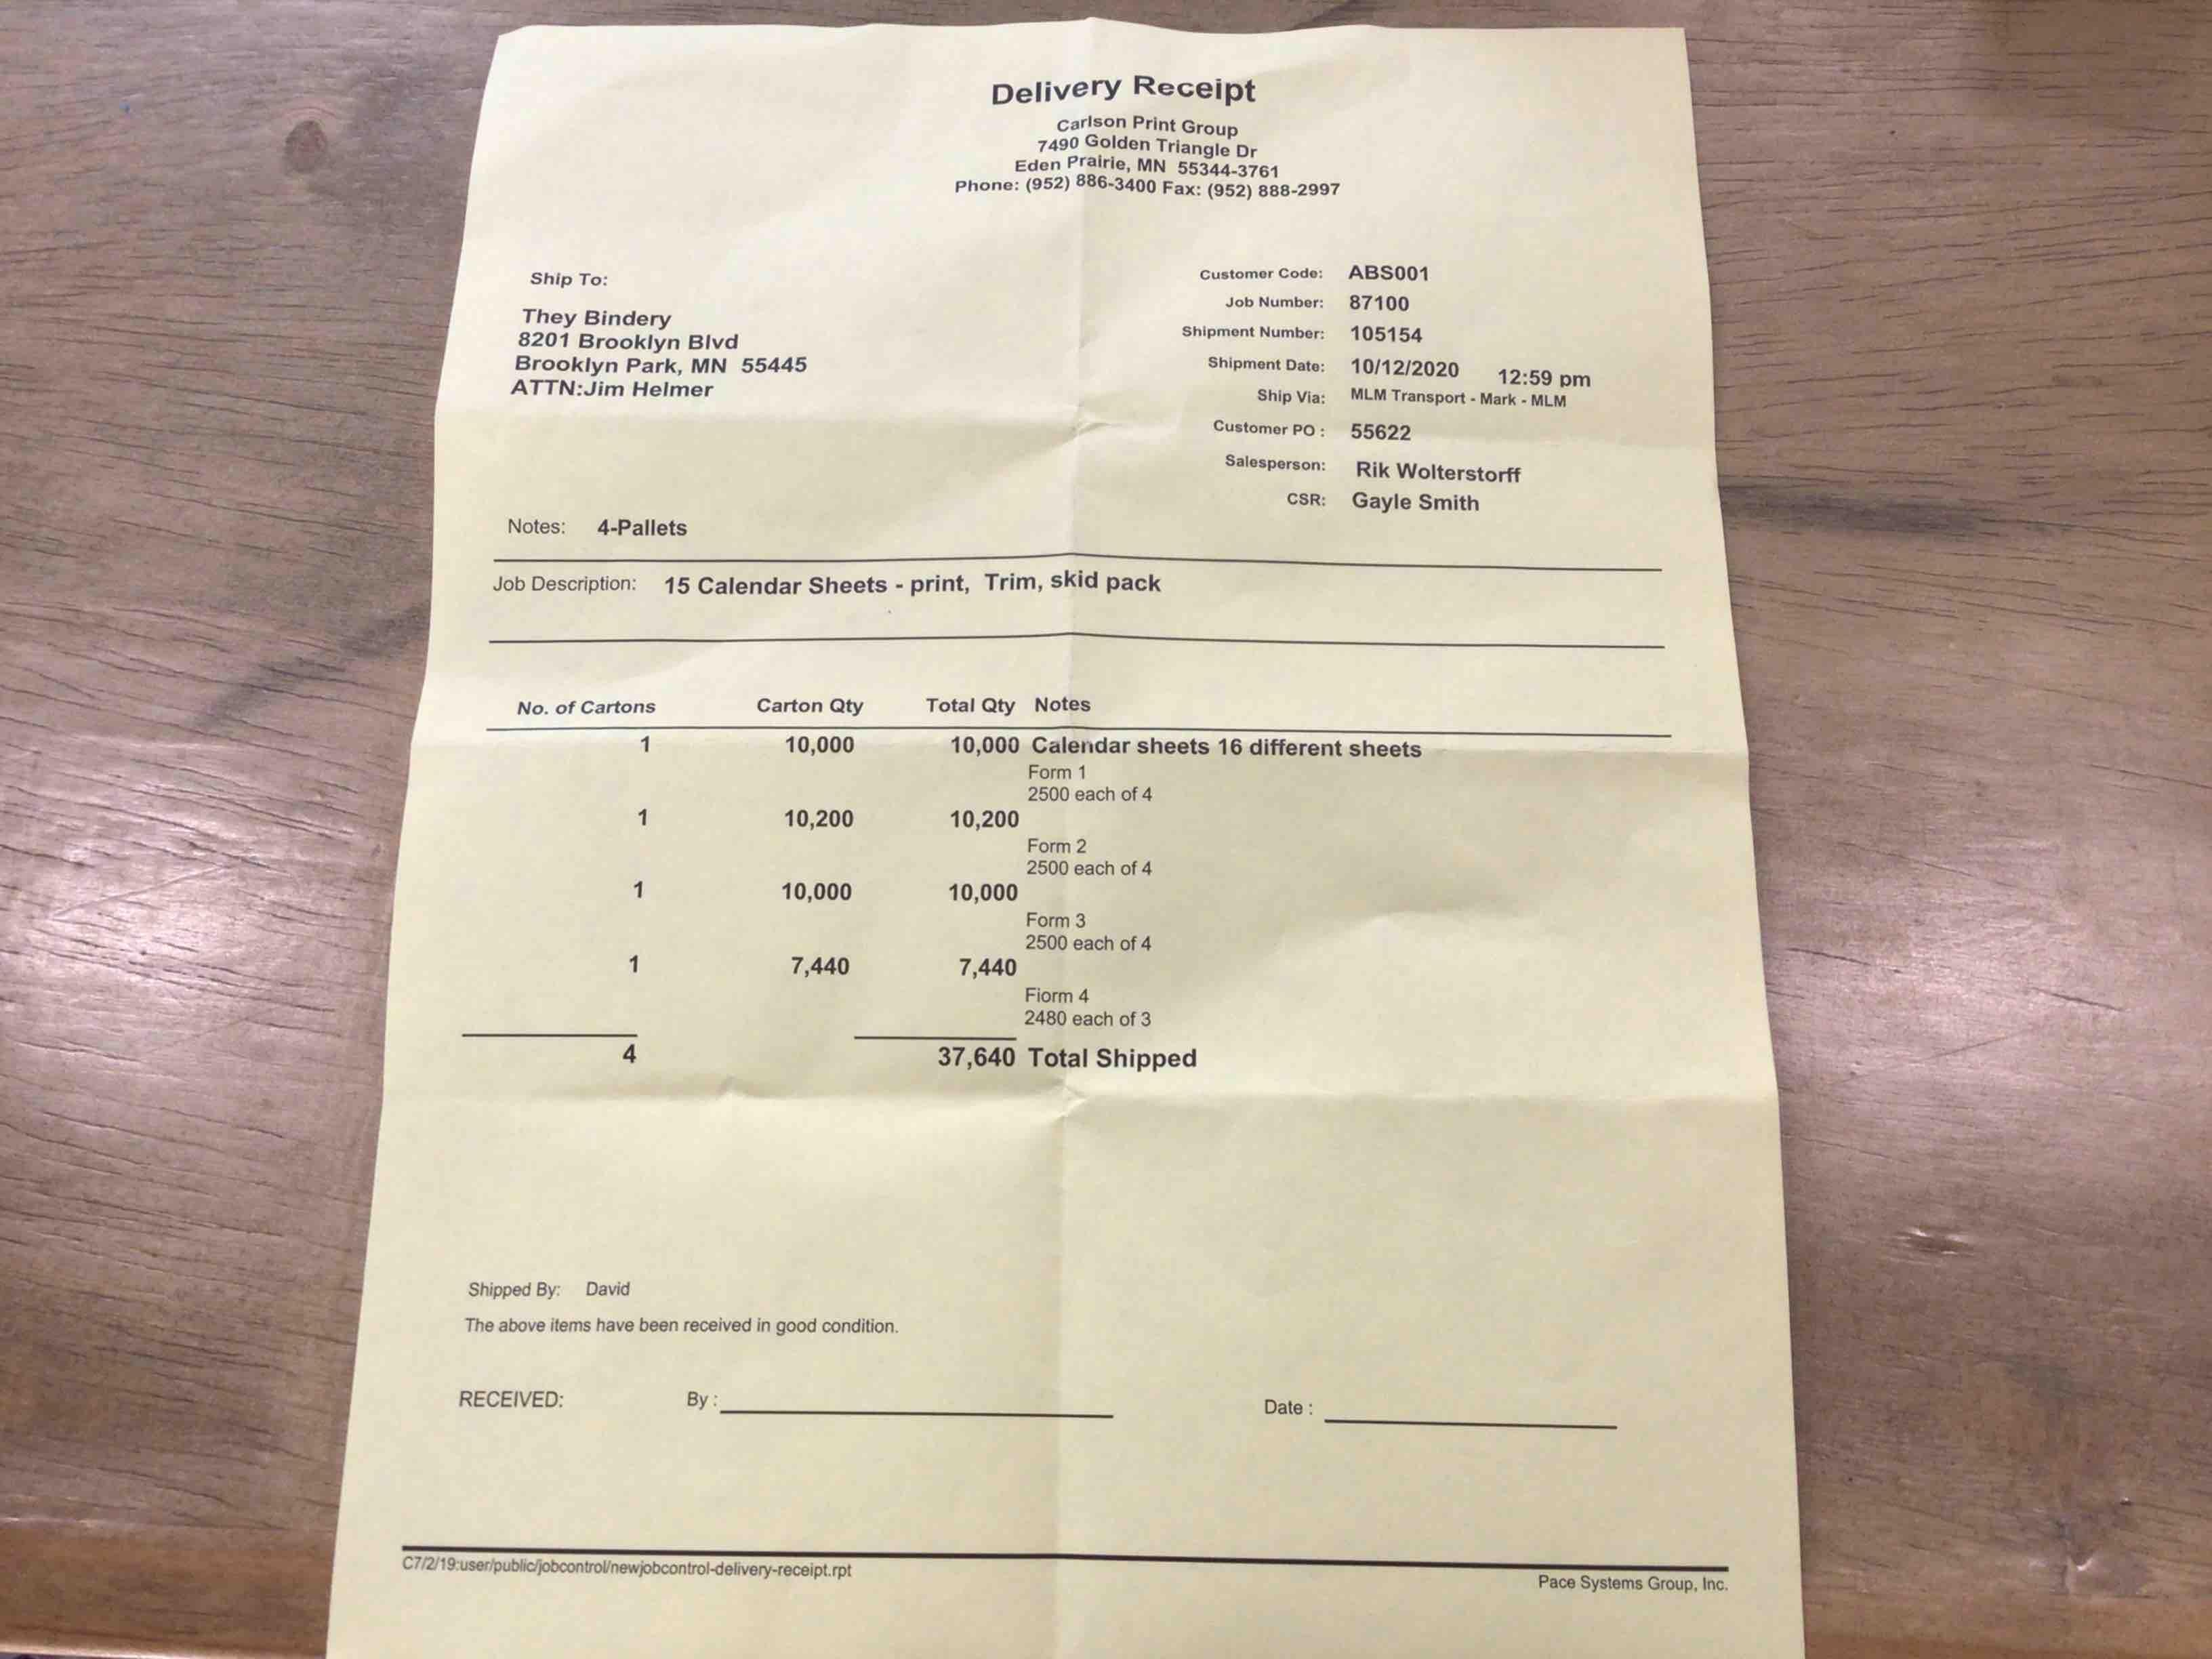 Delivery Receipt
Carlson Print Group
7490 Golden Triangle Dr
Eden Prairie, MN 55344-3761
Phone: (952) 886-3400 Fax: (952) 888-2997
Ship To:
They Bindery
8201 Brooklyn Blvd
Brooklyn Park, MN 55445
ATTN:Jim Helmer
Customer Code: ABS001
Job Number: 87100
Shipment Number: 105154
Shipment Date: 10/12/2020 12:59 pm
Ship Via: MLM Transport - Mark - MLM
Customer PO : 55622
Salesperson: Rik Wolterstorff
CSR: Gayle Smith
Notes: 4-Pallets
Job Description: 15 Calendar Sheets - print, Trim, skid pack
No. of Cartons Carton Qty Total Qty Notes
1 10,000 10,000 Calendar sheets 16 different sheets
Form 1
2500 each of 4
1 10,200 10,200
Form 2
2500 each of 4
1 10,000 10,000
Form 3
2500 each of 4
1 7,440 7,440
Fiorm 4
2480 each of 3
4 37,640 Total Shipped
Shipped By: David
The above items have been received in good condition.
RECEIVED: By : Date :
C7/2/19:user/public/jobcontrol/newjobcontrol-delivery-receipt.rpt
Pace Systems Group, Inc.